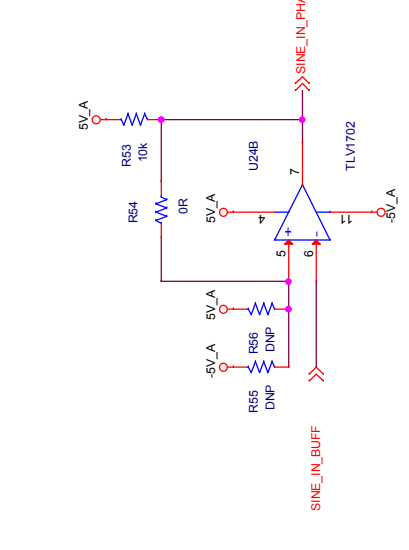 5V_A
R53
10k
R54
0R
-5V_A
5V_A
5V_A
R55
DNP
R56
DNP
U24B
4
5
+
7
6
-
SINE_IN_BUFF
SINE_IN_PHA
11
TLV1702
-5V_A